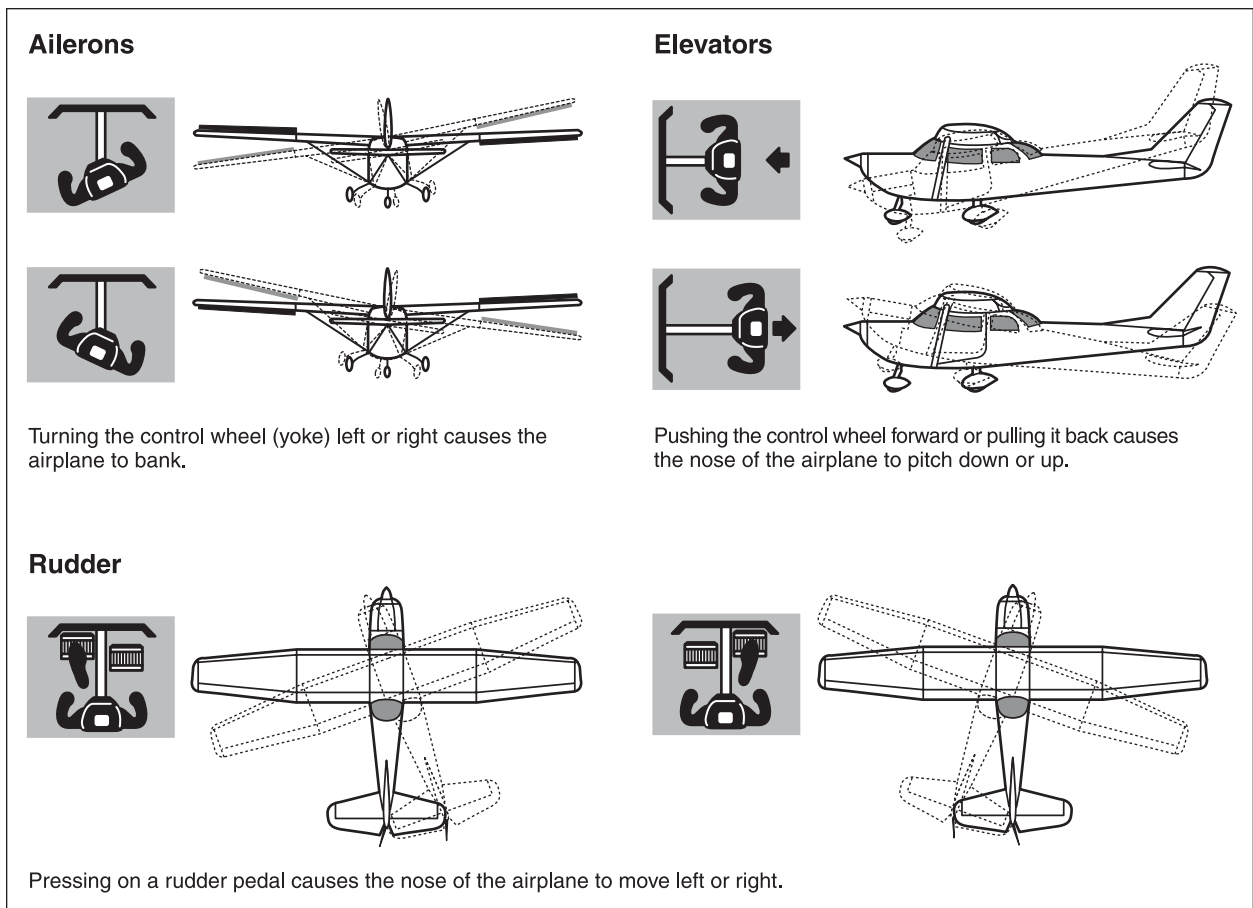 Ailerons
Elevators
Turning the control wheel (yoke) left or right causes the
airplane to bank.
Pushing the control wheel forward or pulling it back causes
the nose of the airplane to pitch down or up.
Rudder
Pressing on a rudder pedal causes the nose of the airplane to move left or right.